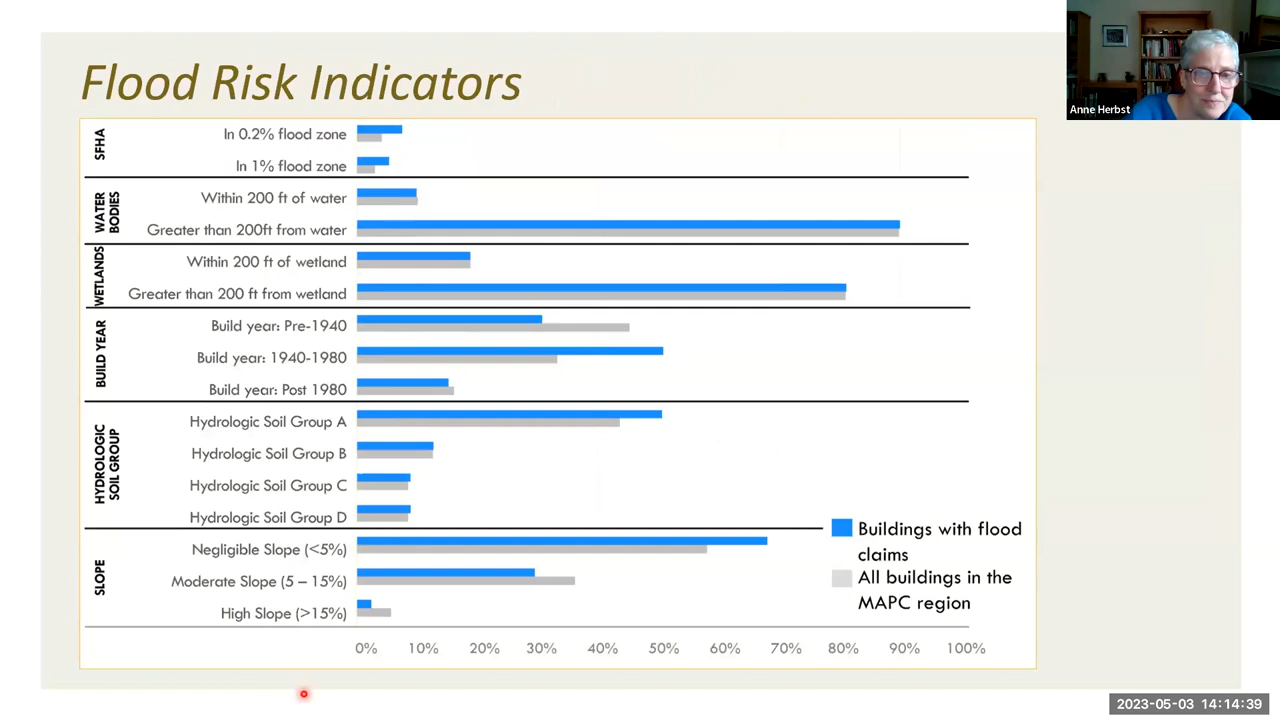 Flood Risk Indicators
Anne Herbst
SFHA
In 0.2% flood zone
In 1% flood zone
WATER
BODIES
Within 200 ft of water
Greater than 200ft from water
WETLANDS
Within 200 ft of wetland
Greater than 200 ft from wetland
BUILD YEAR
Build year: Pre-1940
Build year: 1940-1980
Build year: Post 1980
HYDROLOGIC
SOIL GROUP
Hydrologic Soil Group A
Hydrologic Soil Group B
Hydrologic Soil Group C
Hydrologic Soil Group D
SLOPE
Negligible Slope (<5%)
Moderate Slope (5 – 15%)
High Slope (>15%)
Buildings with flood
claims
All buildings in the
MAPC region
0% 10% 20% 30% 40% 50% 60% 70% 80% 90% 100%
2023-05-03 14:14:39